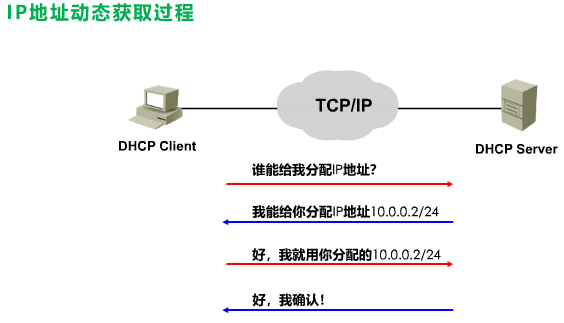 IP地址动态获取过程
TCP/IP
DHCP Client
DHCP Server
谁能给我分配IP地址？
我能给你分配IP地址10.0.0.2/24
好，我就用你分配的10.0.0.2/24
好，我确认！